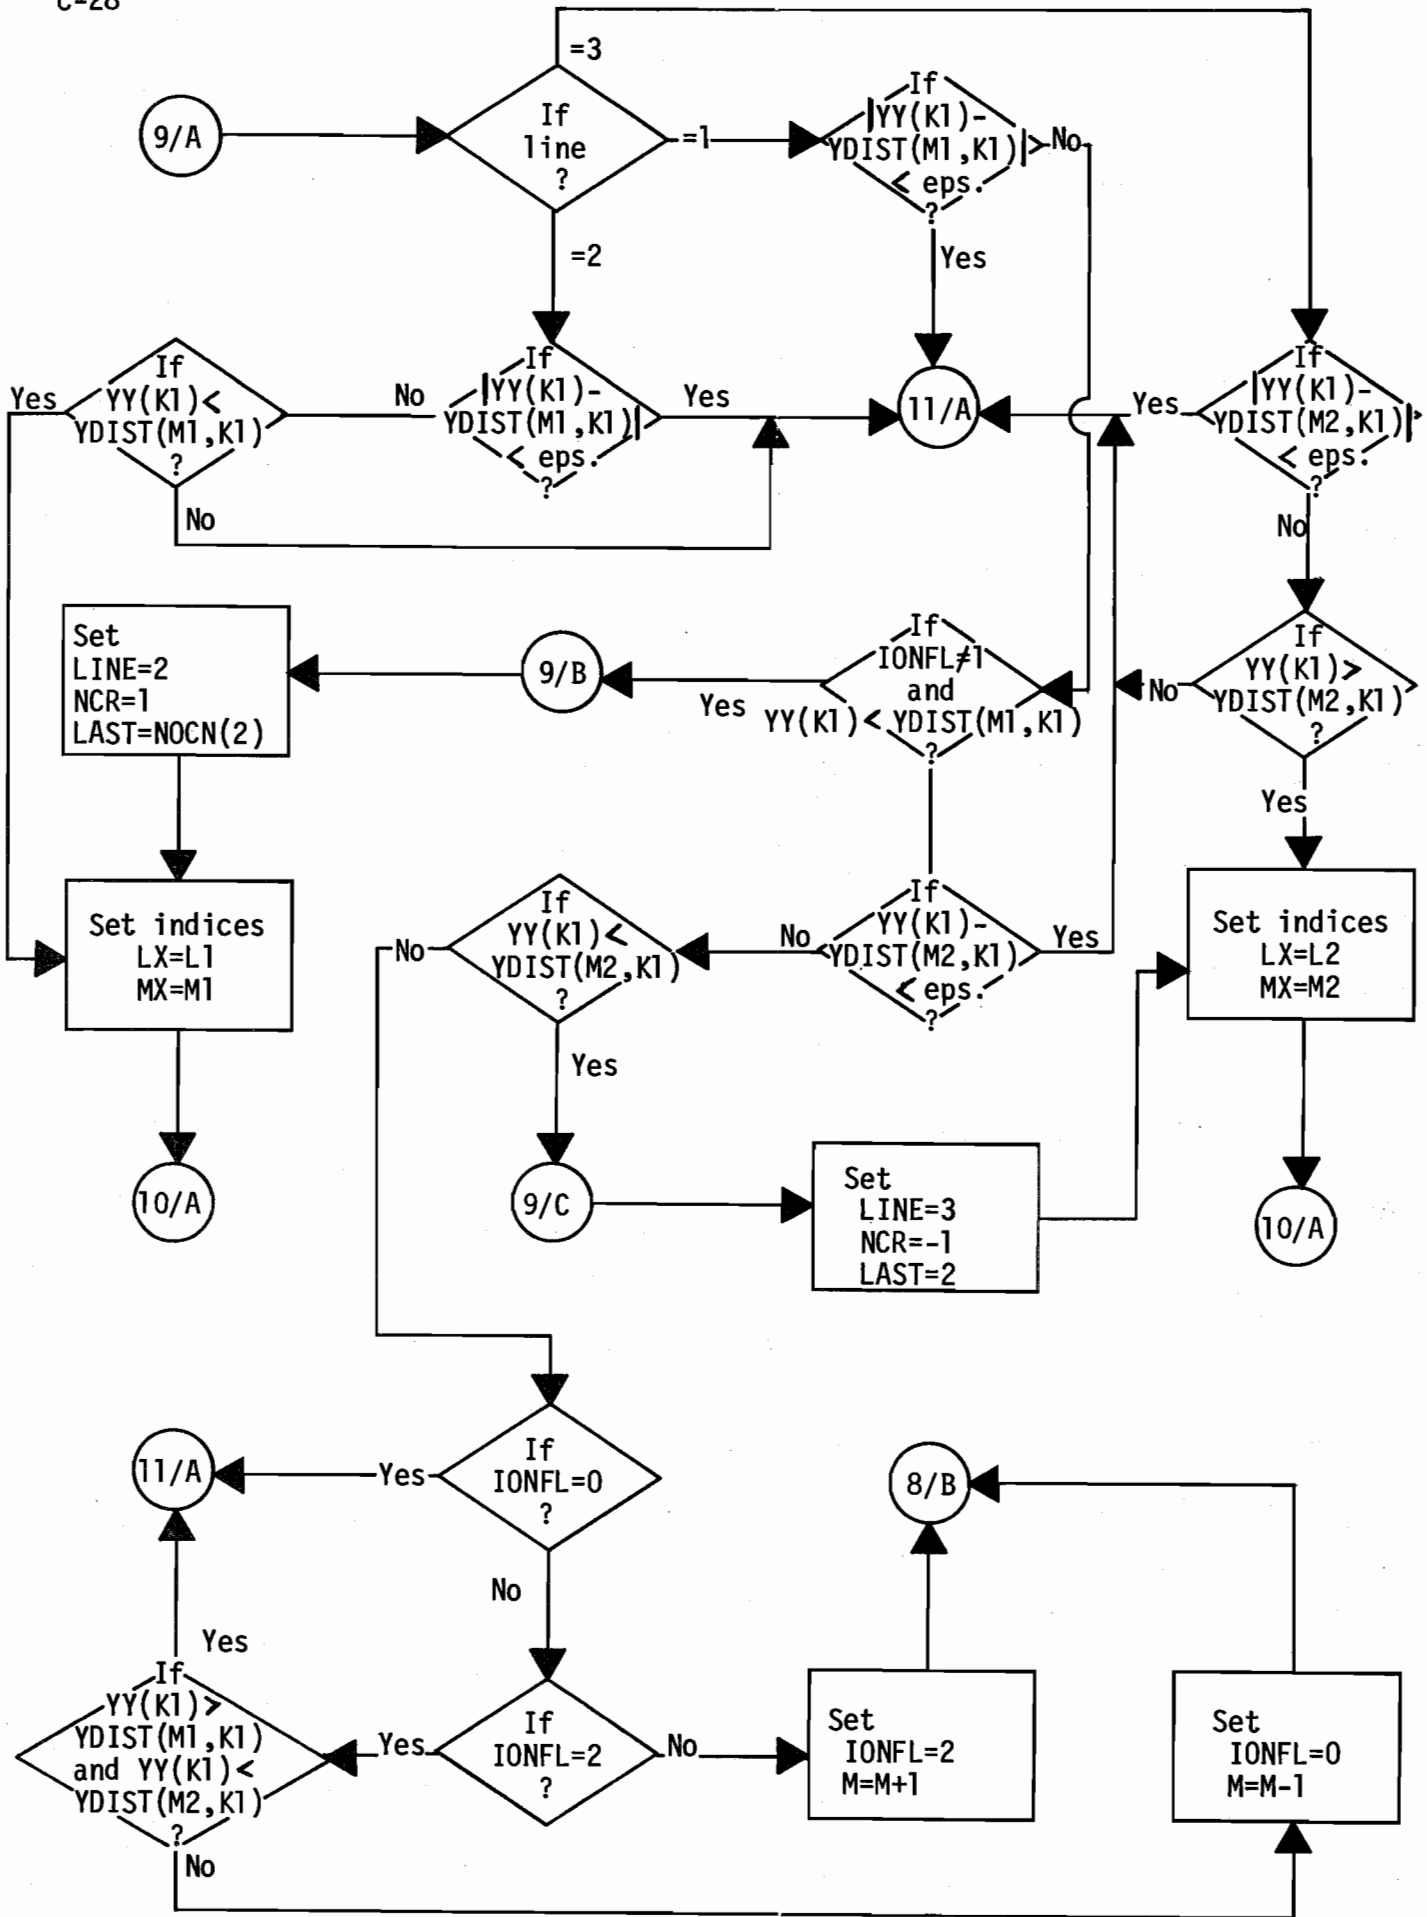 C-28
=3
9/A
If
line
?
=1
If
|YY(K1)-
YDIST(M1,K1)|
< eps.
?
No
=2
Yes
Yes
If
YY(K1)<
YDIST(M1,K1)
?
No
If
|YY(K1)-
YDIST(M1,K1)|
< eps.
?
Yes
11/A
Yes
If
|YY(K1)-
YDIST(M2,K1)|
< eps.
?
No
No
Set
LINE=2
NCR=1
LAST=NOCN(2)
9/B
Yes
If
IONFL≠1
and
YY(K1)< YDIST(M1,K1)
?
No
If
YY(K1)>
YDIST(M2,K1)
?
Yes
Set indices
LX=L1
MX=M1
No
If
YY(K1)<
YDIST(M2,K1)
?
No
If
YY(K1)-
YDIST(M2,K1)
< eps.
?
Yes
Set indices
LX=L2
MX=M2
Yes
10/A
9/C
Set
LINE=3
NCR=-1
LAST=2
10/A
11/A
Yes
If
IONFL=0
?
8/B
No
Yes
If
YY(K1)>
YDIST(M1,K1)
and YY(K1)<
YDIST(M2,K1)
?
Yes
If
IONFL=2
?
No
Set
IONFL=2
M=M+1
Set
IONFL=0
M=M-1
No